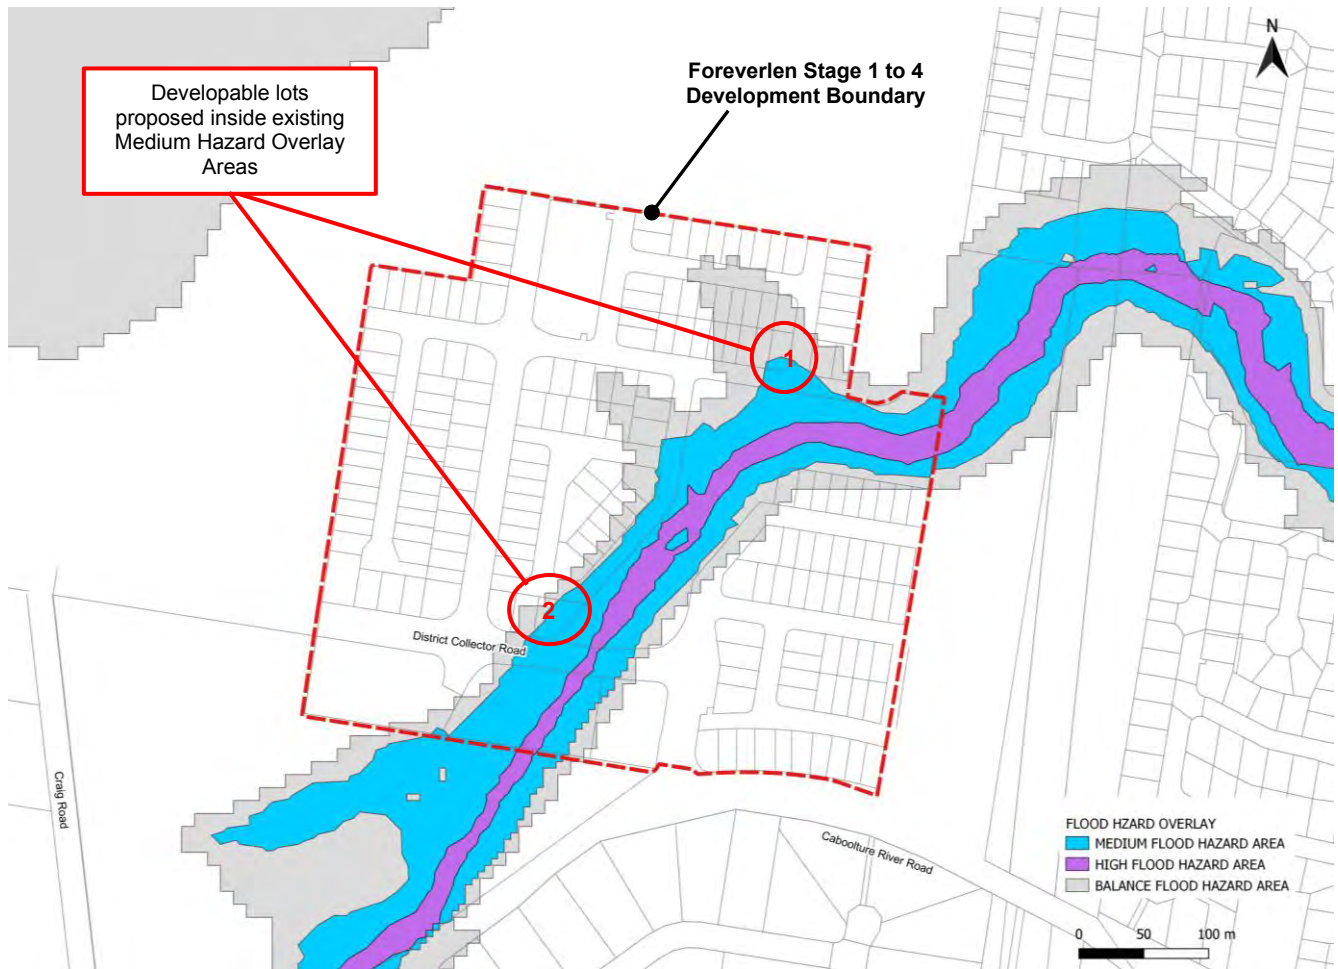 N
Foreverlen Stage 1 to 4
Development Boundary
Developable lots
proposed inside existing
Medium Hazard Overlay
Areas
1
2
District Collector Road
Craig Road
Caboolture River Road
FLOOD HZARD OVERLAY
MEDIUM FLOOD HAZARD AREA
HIGH FLOOD HAZARD AREA
BALANCE FLOOD HAZARD AREA
0 50 100 m